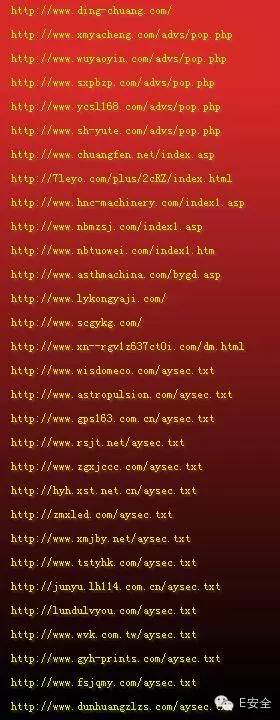 http://www.ding-chuang.com/
http://www.xmyacheng.com/advs/pop.php
http://www.wuyaoyin.com/advs/pop.php
http://www.sxpbzp.com/advs/pop.php
http://www.ycsl168.com/advs/pop.php
http://www.sh-yute.com/advs/pop.php
http://www.chuangfen.net/index.asp
http://7leyo.com/plus/2cRZ/index.html
http://www.hnc-machinery.com/index1.asp
http://www.nbmzsj.com/index1.asp
http://www.nbtuowei.com/index1.htm
http://www.asthmachina.com/bygd.asp
http://www.lykongyaji.com/
http://www.scgykg.com/
http://www.xn--rgv1z637ct0i.com/dm.html
http://www.wisdomeco.com/aysec.txt
http://www.astropulsion.com/aysec.txt
http://www.gps163.com.cn/aysec.txt
http://www.rsjt.net/aysec.txt
http://www.zgxjccc.com/aysec.txt
http://hyh.xst.net.cn/aysec.txt
http://zmxled.com/aysec.txt
http://www.xmjby.net/aysec.txt
http://www.tstyhk.com/aysec.txt
http://junyu.lh114.com.cn/aysec.txt
http://lundulvyou.com/aysec.txt
http://www.wvk.com.tw/aysec.txt
http://www.gyh-prints.com/aysec.txt
http://www.fsjqmy.com/aysec.txt
http://www.dunhuangzlzs.com/aysec.txt
E安全